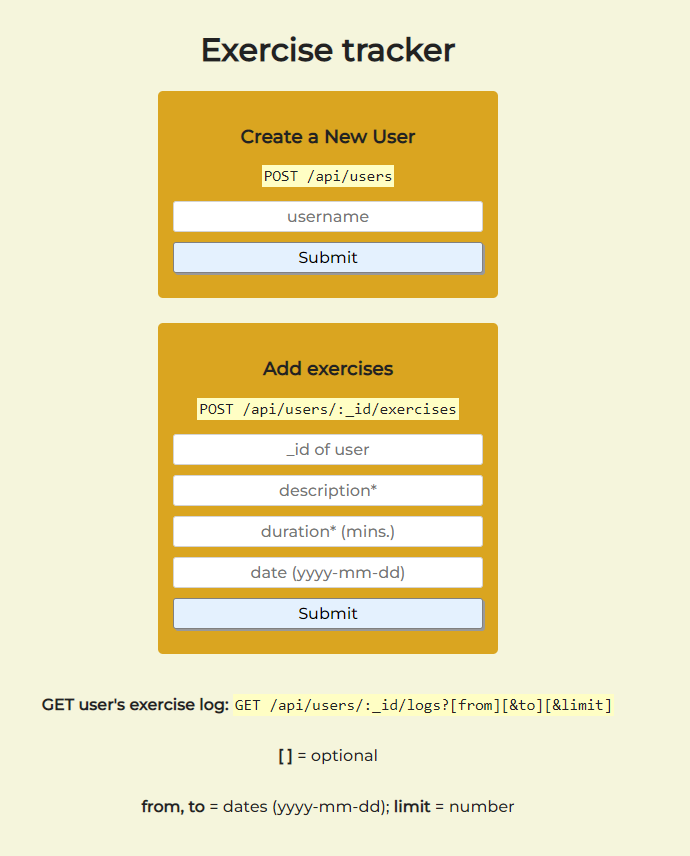 Exercise tracker
Create a New User
POST /api/users
username
Submit
Add exercises
POST /api/users/:_id/exercises
_id of user
description*
duration* (mins.)
date (yyyy-mm-dd)
Submit
GET user's exercise log: GET /api/users/:_id/logs?[from][&to][&limit]
[ ] = optional
from, to = dates (yyyy-mm-dd); limit = number